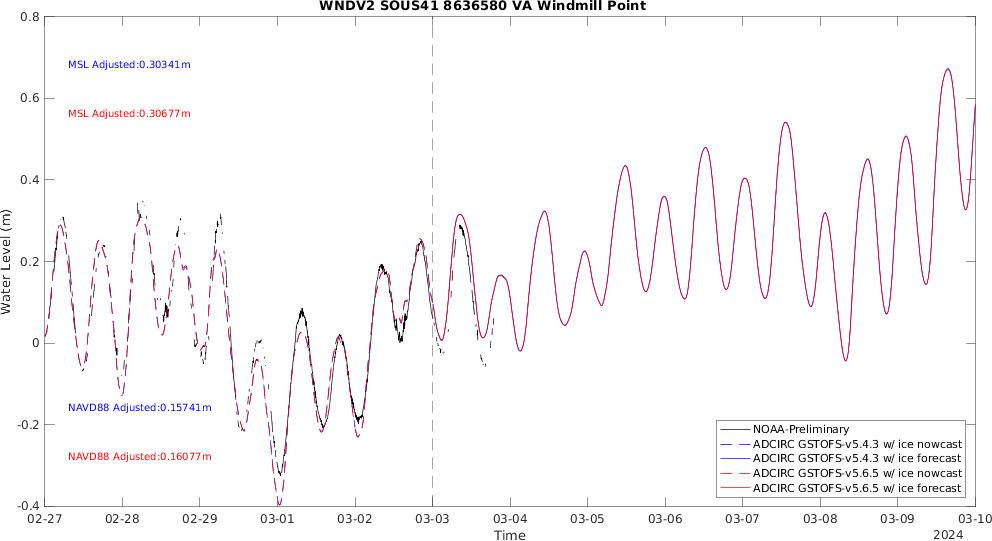 WNDV2 SOUS41 8636580 VA Windmill Point
0.8
0.6
0.4
0.2
0
-0.2
-0.4
Water Level (m)
MSL Adjusted:0.30341m
MSL Adjusted:0.30677m
NAVD88 Adjusted:0.15741m
NAVD88 Adjusted:0.16077m
NOAA-Preliminary
ADCIRC GSTOFS-v5.4.3 w/ ice nowcast
ADCIRC GSTOFS-v5.4.3 w/ ice forecast
ADCIRC GSTOFS-v5.6.5 w/ ice nowcast
ADCIRC GSTOFS-v5.6.5 w/ ice forecast
02-27 02-28 02-29 03-01 03-02 03-03 03-04 03-05 03-06 03-07 03-08 03-09 03-10
Time
2024